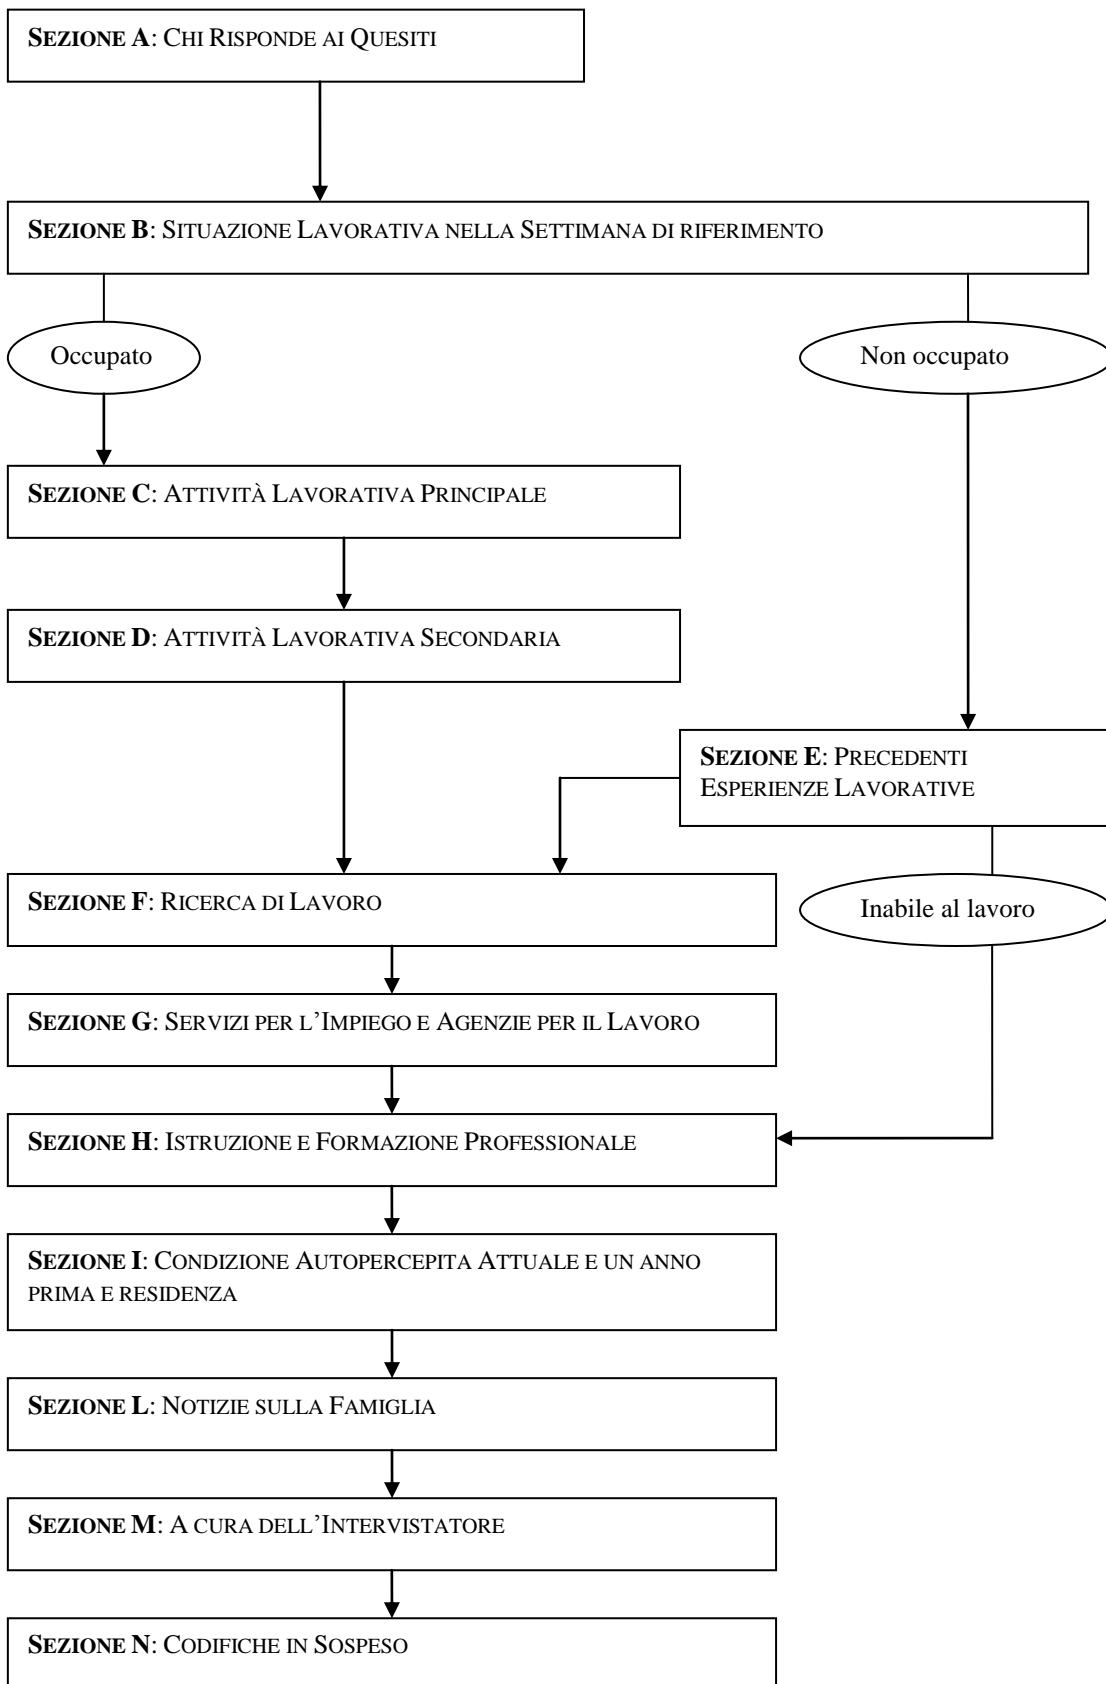 SEZIONE A: CHI RISPONDE AI QUESITI
SEZIONE B: SITUAZIONE LAVORATIVA NELLA SETTIMANA DI RIFERIMENTO
Occupato
Non occupato
SEZIONE C: ATTIVITÀ LAVORATIVA PRINCIPALE
SEZIONE D: ATTIVITÀ LAVORATIVA SECONDARIA
SEZIONE E: PRECEDENTI
ESPERIENZE LAVORATIVE
SEZIONE F: RICERCA DI LAVORO
Inabile al lavoro
SEZIONE G: SERVIZI PER L'IMPIEGO E AGENZIE PER IL LAVORO
SEZIONE H: ISTRUZIONE E FORMAZIONE PROFESSIONALE
SEZIONE I: CONDIZIONE AUTOPERCEPITA ATTUALE E UN ANNO
PRIMA E RESIDENZA
SEZIONE L: NOTIZIE SULLA FAMIGLIA
SEZIONE M: A CURA DELL'INTERVISTATORE
SEZIONE N: CODIFICHE IN SOSPESO